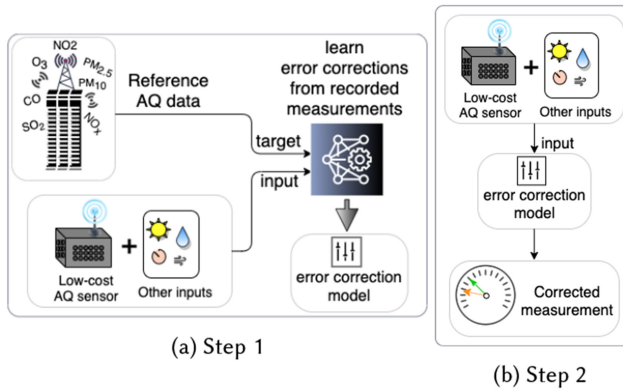 NO2
O3
PM2.5
PM10
CO
NOx
SO2
Reference
AQ data
learn
error corrections
from recorded
measurements
target
input
Low-cost
AQ sensor
+
Other inputs
error correction
model
(a) Step 1
Low-cost
AQ sensor
+
Other inputs
input
error correction
model
Corrected
measurement
(b) Step 2